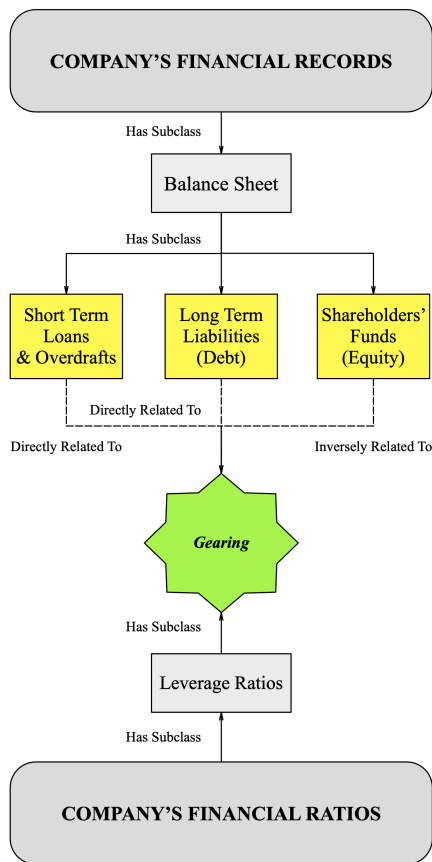 COMPANY’S FINANCIAL RECORDS
Has Subclass
Balance Sheet
Has Subclass
Short Term
Loans
& Overdrafts
Long Term
Liabilities
(Debt)
Shareholders’
Funds
(Equity)
Directly Related To
Directly Related To
Inversely Related To
Gearing
Has Subclass
Leverage Ratios
Has Subclass
COMPANY’S FINANCIAL RATIOS